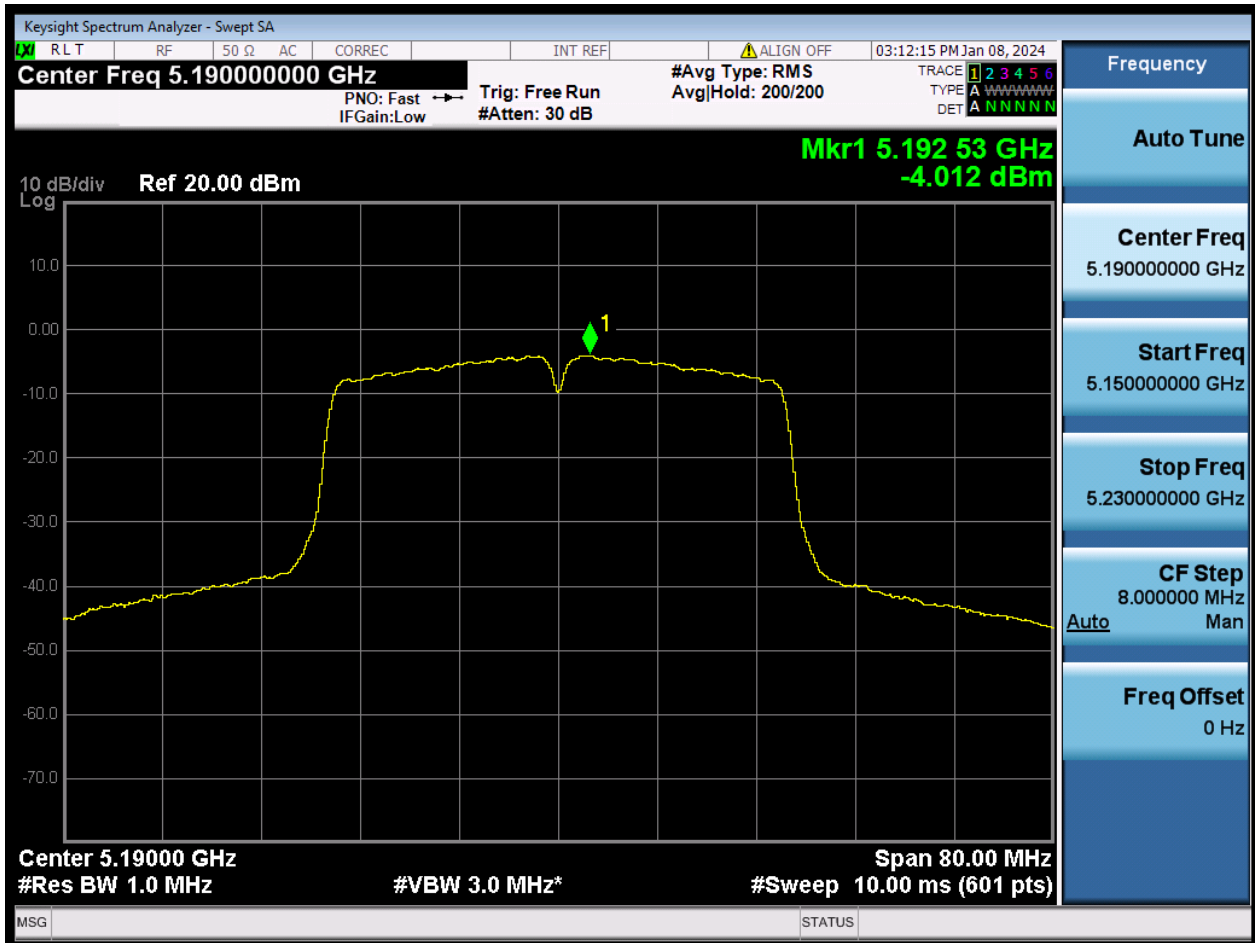 Keysight Spectrum Analyzer - Swept SA
LXI RLT RF 50 Ω AC CORREC INT REF ALIGN OFF 03:12:15 PM Jan 08, 2024
Center Freq 5.190000000 GHz
PNO: Fast
IFGain:Low
Trig: Free Run
#Atten: 30 dB
#Avg Type: RMS
Avg|Hold: 200/200
TRACE 1 2 3 4 5 6
TYPE A WWWWW
DET A N N N N N
Mkr1 5.192 53 GHz
-4.012 dBm
10 dB/div Ref 20.00 dBm
Log
10.0
0.00
-10.0
-20.0
-30.0
-40.0
-50.0
-60.0
-70.0
1
Center 5.19000 GHz Span 80.00 MHz
#Res BW 1.0 MHz #VBW 3.0 MHz* #Sweep 10.00 ms (601 pts)
MSG STATUS
Frequency
Auto Tune
Center Freq
5.190000000 GHz
Start Freq
5.150000000 GHz
Stop Freq
5.230000000 GHz
CF Step
8.000000 MHz
Auto Man
Freq Offset
0 Hz